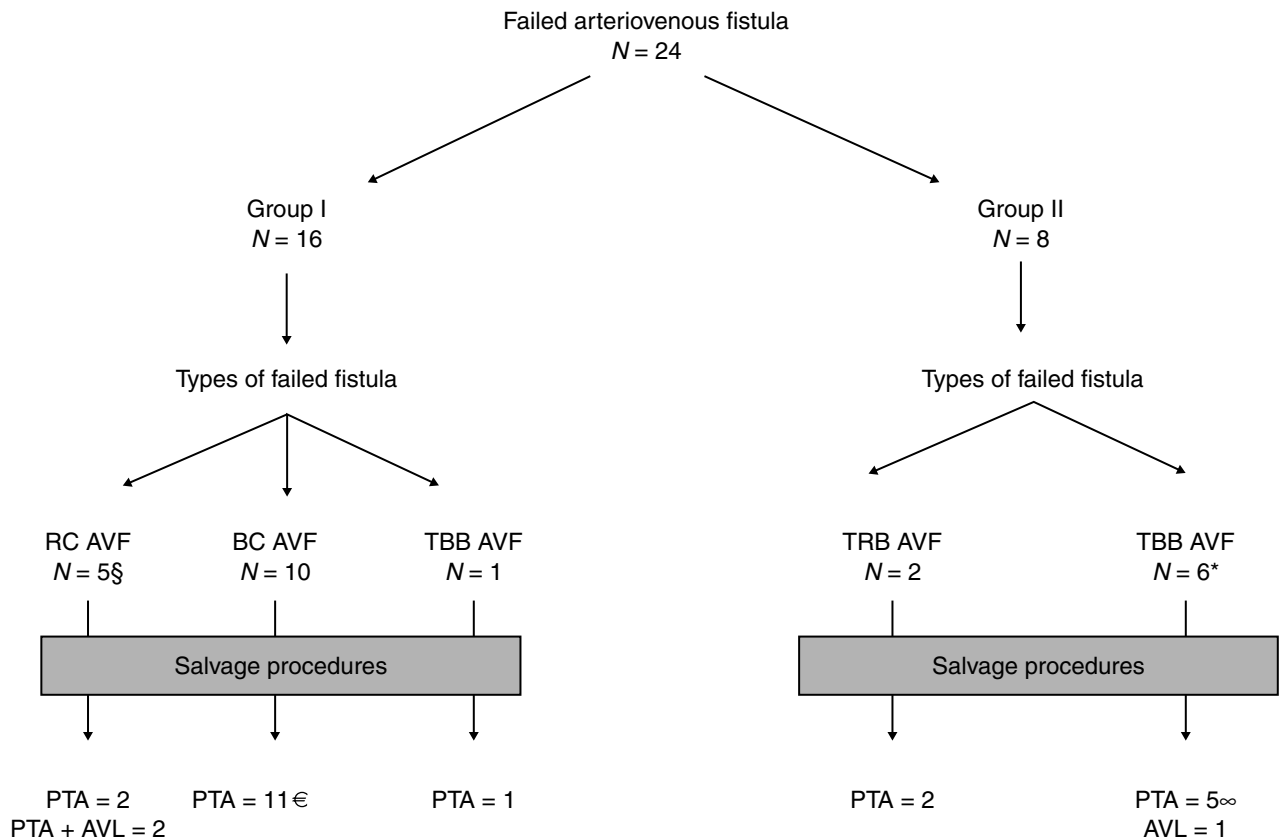 Failed arteriovenous fistula
N = 24
Group I
N = 16
Group II
N = 8
Types of failed fistula
Types of failed fistula
RC AVF
N = 5§
BC AVF
N = 10
TBB AVF
N = 1
TRB AVF
N = 2
TBB AVF
N = 6*
Salvage procedures
Salvage procedures
PTA = 2
PTA + AVL = 2
PTA = 11€
PTA = 1
PTA = 2
PTA = 5∞
AVL = 1